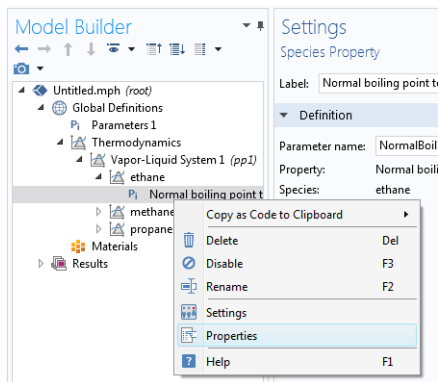 Model Builder
Untitled.mph (root)
Global Definitions
Pi Parameters 1
Thermodynamics
Vapor-Liquid System 1 (pp1)
ethane
Pi Normal boiling point t
methane
propane
Materials
Results
Copy as Code to Clipboard
Delete Del
Disable F3
Rename F2
Settings
Properties
? Help F1
Settings
Species Property
Label: Normal boiling point te
Definition
Parameter name: NormalBoil
Property: Normal boili
Species: ethane